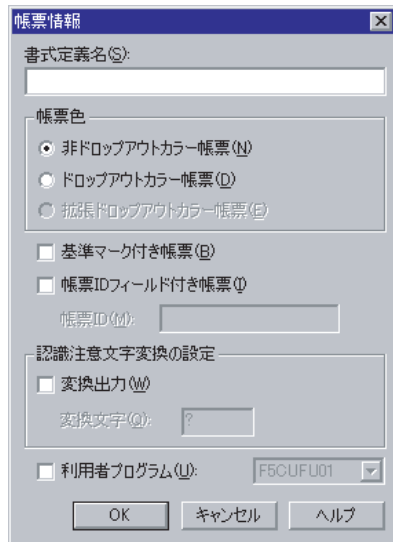 帳票情報
書式定義名(S):
帳票色
非ドロップアウトカラー帳票(N)
ドロップアウトカラー帳票(D)
拡張ドロップアウトカラー帳票(E)
基準マーク付き帳票(B)
帳票IDフィールド付き帳票(I)
帳票ID(M):
認識注意文字変換の設定
変換出力(W)
変換文字(Q): ?
利用者プログラム(U): F5CUFU01
OK キャンセル ヘルプ